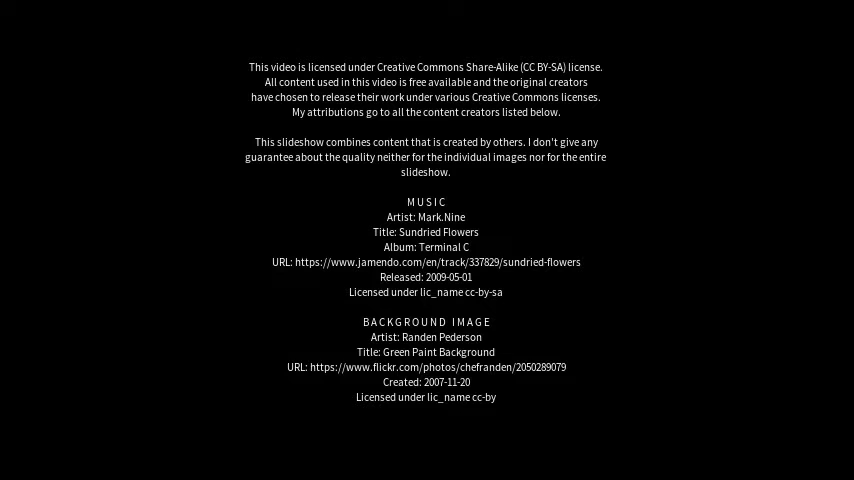 This video is licensed under Creative Commons Share-Alike (CC BY-SA) license.
All content used in this video is free available and the original creators
have chosen to release their work under various Creative Commons licenses.
My attributions go to all the content creators listed below.
This slideshow combines content that is created by others. I don't give any
guarantee about the quality neither for the individual images nor for the entire
slideshow.
MUSIC
Artist: Mark.Nine
Title: Sundried Flowers
Album: Terminal C
URL: https://www.jamendo.com/en/track/337829/sundried-flowers
Released: 2009-05-01
Licensed under lic_name cc-by-sa
BACKGROUND IMAGE
Artist: Randen Pederson
Title: Green Paint Background
URL: https://www.flickr.com/photos/chefranden/2050289079
Created: 2007-11-20
Licensed under lic_name cc-by